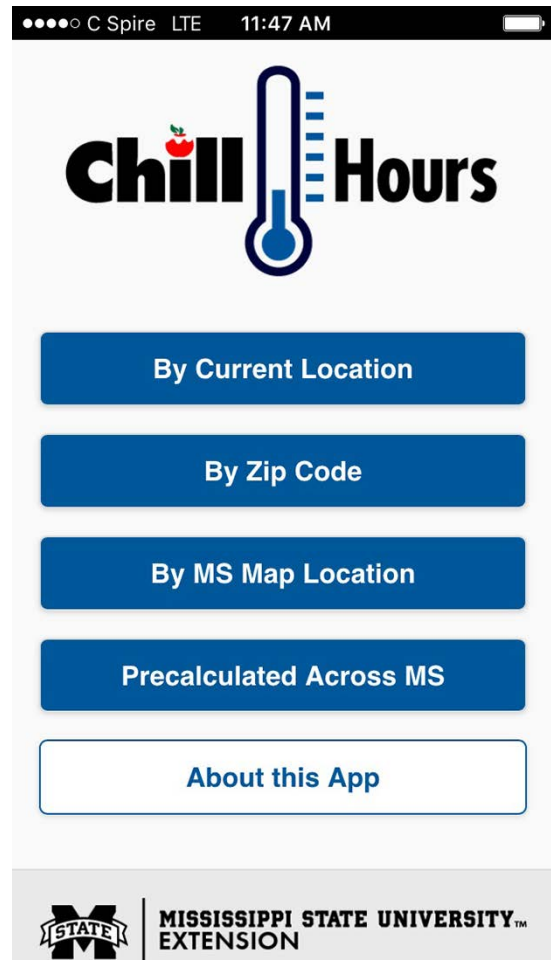 C Spire LTE 11:47 AM
Chill Hours
By Current Location
By Zip Code
By MS Map Location
Precalculated Across MS
About this App
STATE
MISSISSIPPI STATE UNIVERSITY™
EXTENSION